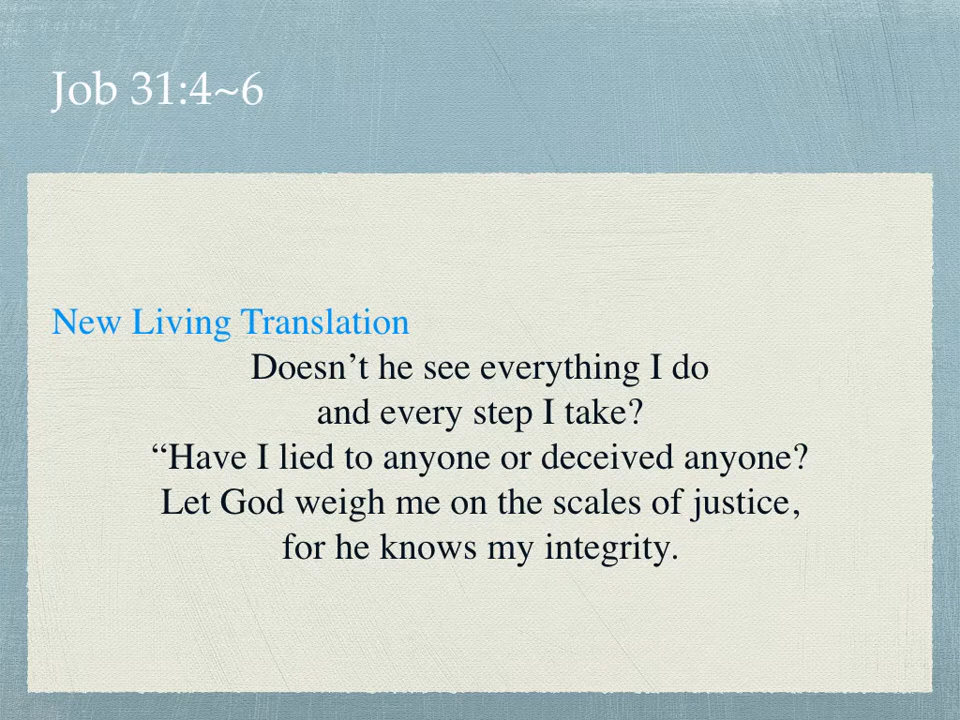 Job 31:4~6
New Living Translation
Doesn’t he see everything I do
and every step I take?
“Have I lied to anyone or deceived anyone?
Let God weigh me on the scales of justice,
for he knows my integrity.